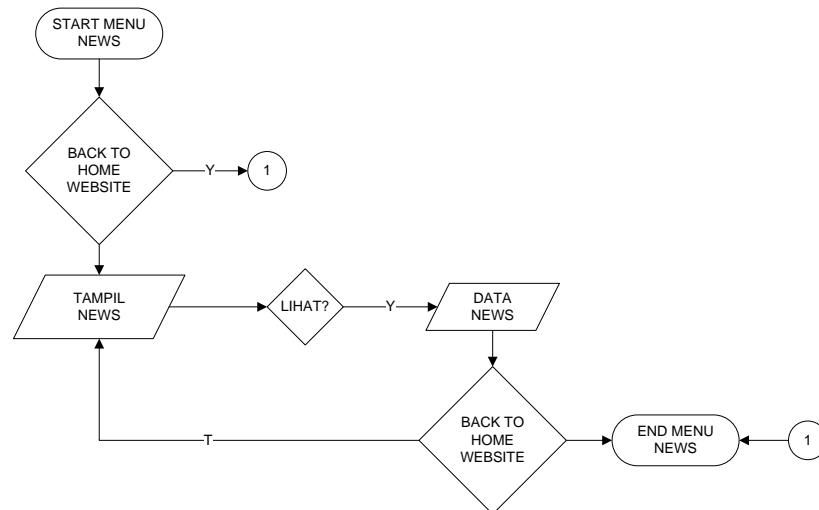 START MENU
NEWS
BACK TO
HOME
WEBSITE
Y
1
TAMPIL
NEWS
LIHAT?
Y
DATA
NEWS
T
BACK TO
HOME
WEBSITE
END MENU
NEWS
1